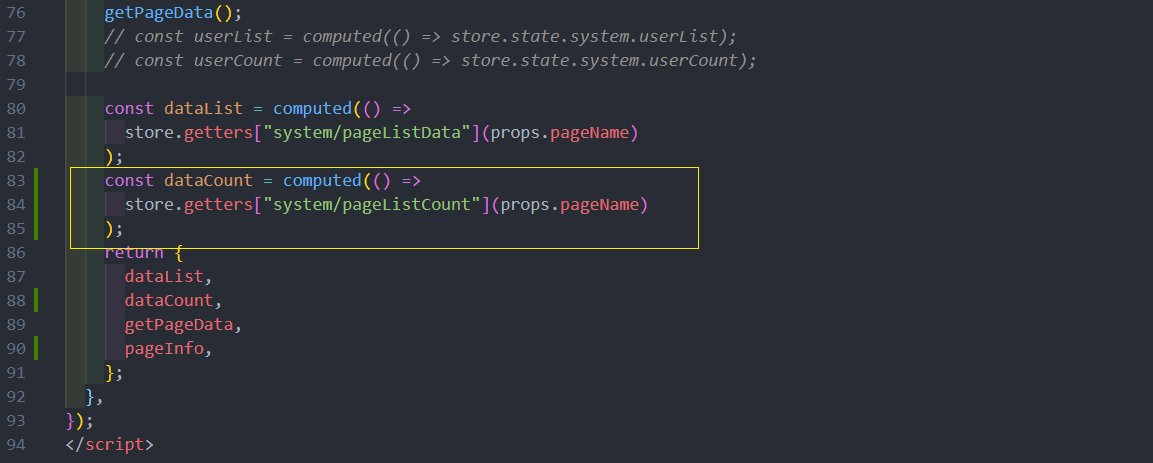 76 getPageData();
77 // const userList = computed(() => store.state.system.userList);
78 // const userCount = computed(() => store.state.system.userCount);
79
80 const dataList = computed(() =>
81 store.getters["system/pageListData"](props.pageName)
82 );
83 const dataCount = computed(() =>
84 store.getters["system/pageListCount"](props.pageName)
85 );
86 return {
87 dataList,
88 dataCount,
89 getPageData,
90 pageInfo,
91 };
92 },
93 });
94 </script>